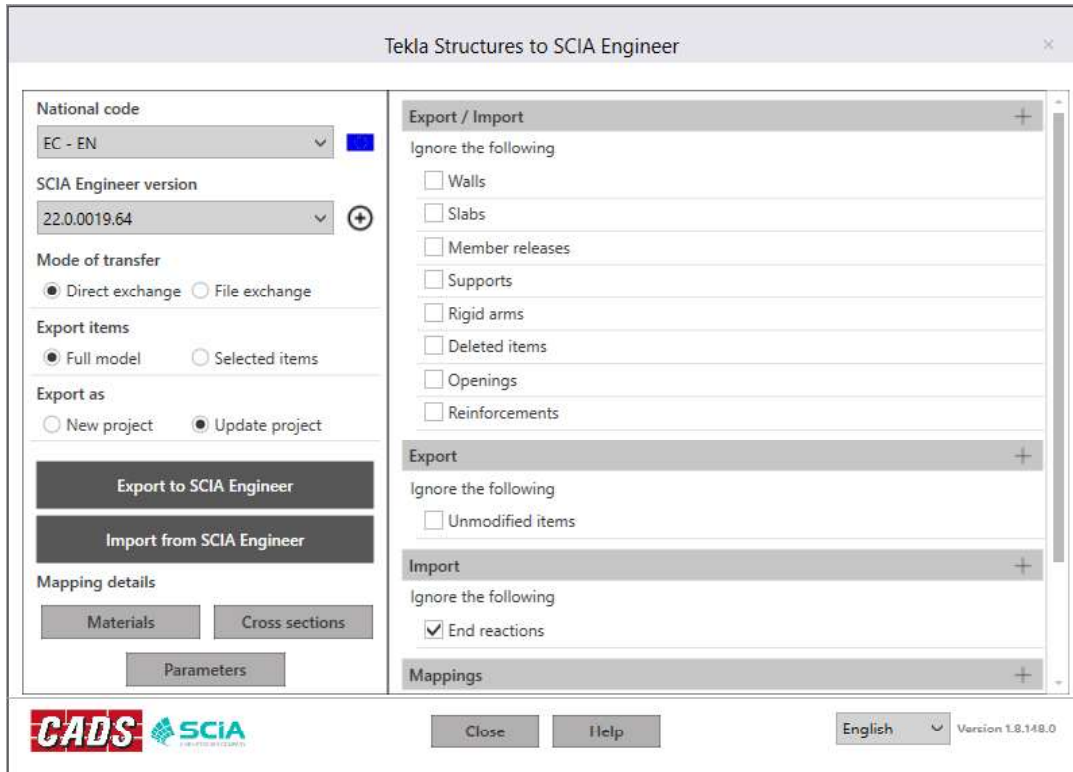 Tekla Structures to SCIA Engineer
National code
EC - EN
SCIA Engineer version
22.0.0019.64
Mode of transfer
Direct exchange File exchange
Export items
Full model Selected items
Export as
New project Update project
Export to SCIA Engineer
Import from SCIA Engineer
Mapping details
Materials Cross sections
Parameters
Export / Import
Ignore the following
Walls
Slabs
Member releases
Supports
Rigid arms
Deleted items
Openings
Reinforcements
Export
Ignore the following
Unmodified items
Import
Ignore the following
End reactions
Mappings
CADS SCiA
Close Help
English Version 1.8.148.0